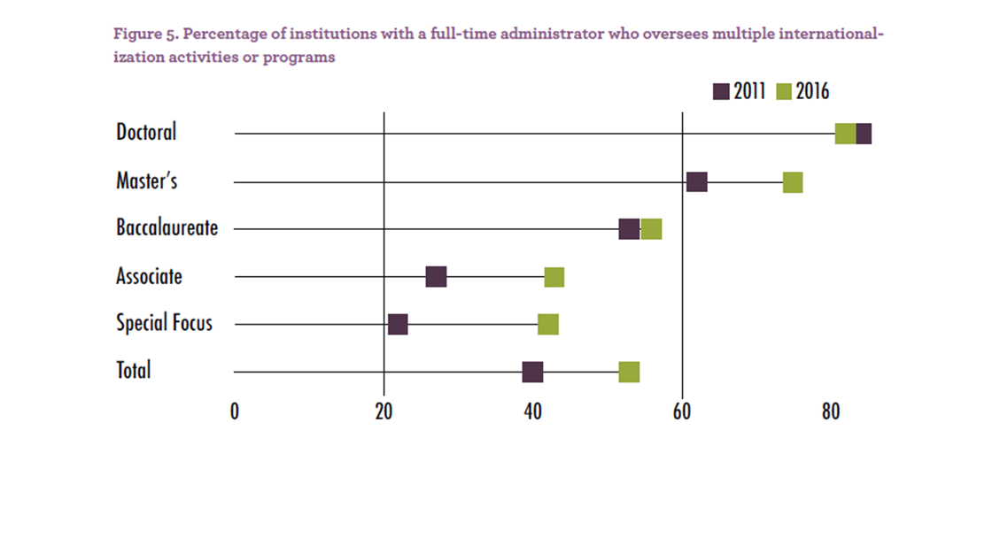 Figure 5. Percentage of institutions with a full-time administrator who oversees multiple international-
ization activities or programs
2011 2016
Doctoral
Master's
Baccalaureate
Associate
Special Focus
Total
0 20 40 60 80